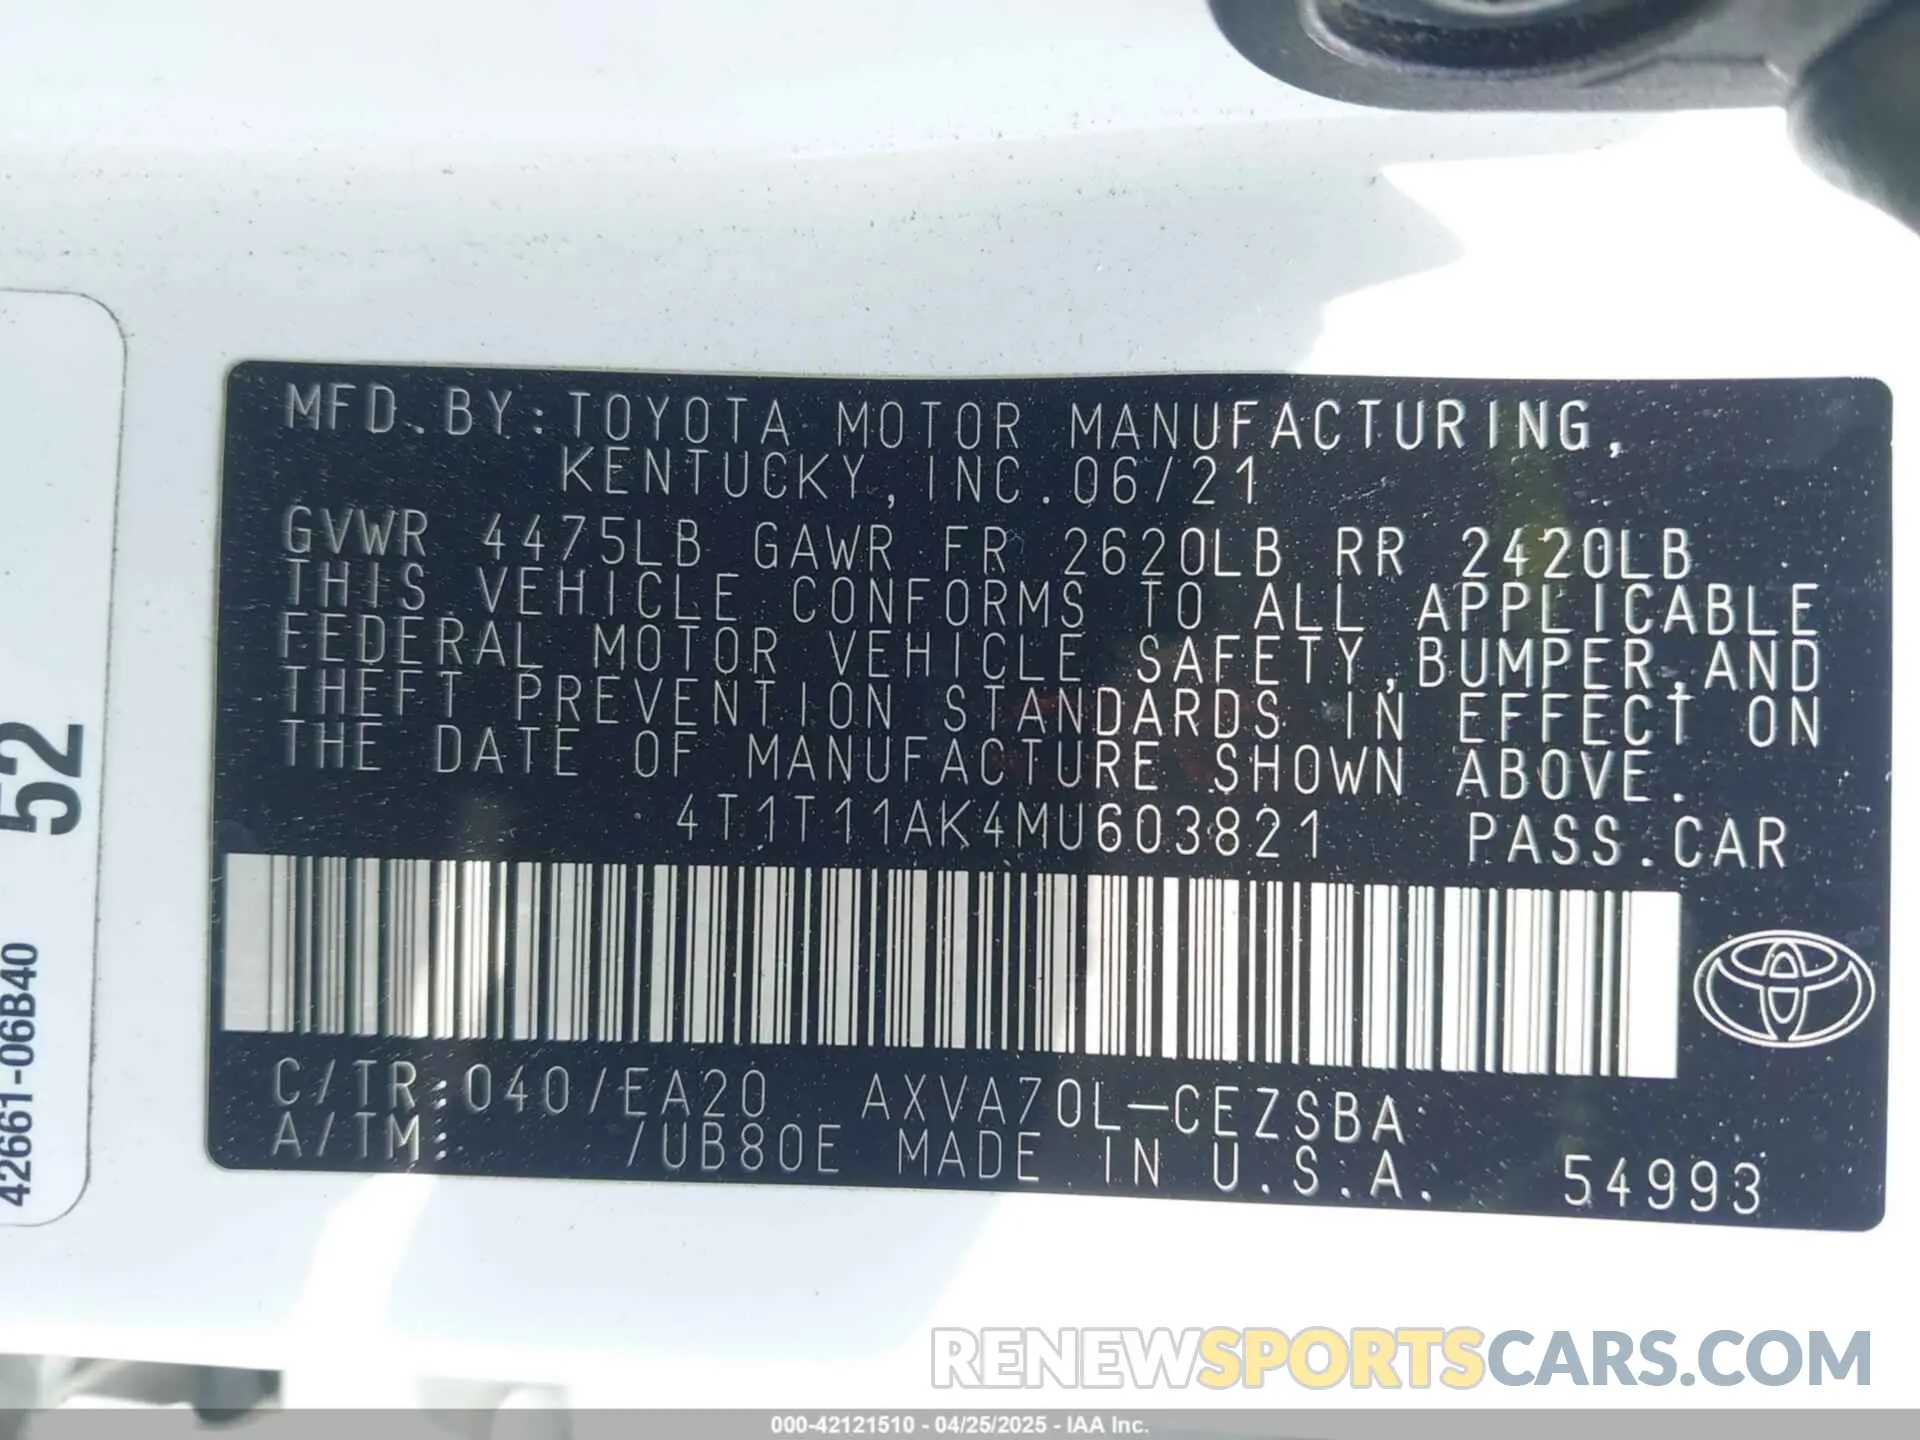 MFD.BY:TOYOTA MOTOR MANUFACTURING,
KENTUCKY,INC.06/21
GVWR 4475LB GAWR FR 2620LB RR 2420LB
THIS VEHICLE CONFORMS TO ALL APPLICABLE
FEDERAL MOTOR VEHICLE SAFETY,BUMPER,AND
THEFT PREVENTION STANDARDS IN EFFECT ON
THE DATE OF MANUFACTURE SHOWN ABOVE.
4T1T11AK4MU603821 PASS.CAR
C/TR:040/EA20 AXVA70L-CEZSBA
A/TM: /UB80E MADE IN U.S.A. 54993
52
42661-06B40
RENEWSPORTSCARS.COM
000-42121510 - 04/25/2025 - IAA Inc.